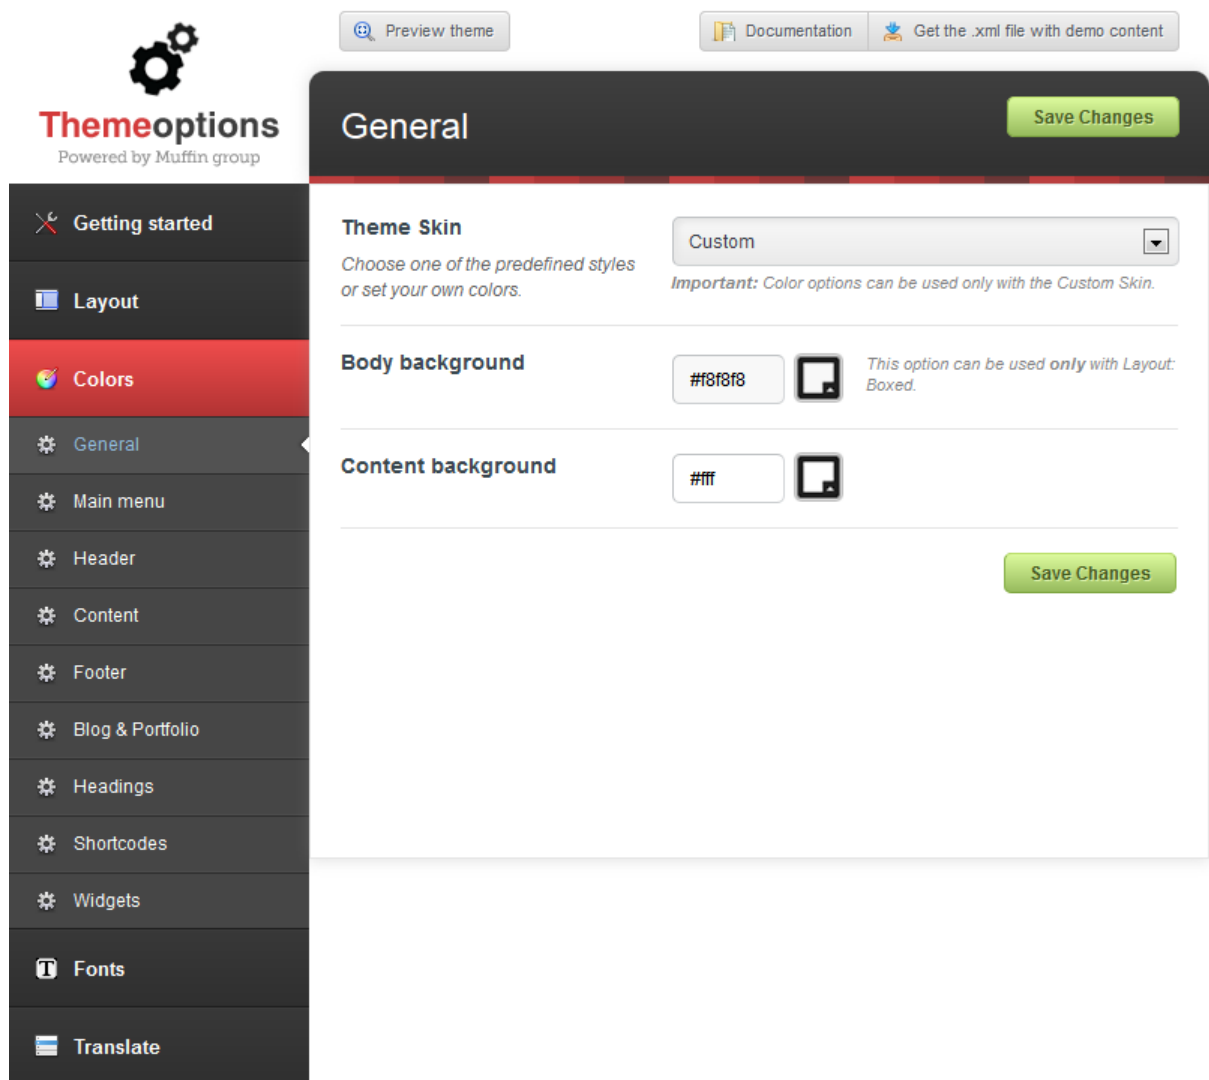 Preview theme
Documentation
Get the .xml file with demo content
Themeoptions
Powered by Muffin group
General
Save Changes
Getting started
Layout
Colors
General
Main menu
Header
Content
Footer
Blog & Portfolio
Headings
Shortcodes
Widgets
Fonts
Translate
Theme Skin
Choose one of the predefined styles
or set your own colors.
Custom
Important: Color options can be used only with the Custom Skin.
Body background
#f8f8f8
This option can be used only with Layout:
Boxed.
Content background
#fff
Save Changes